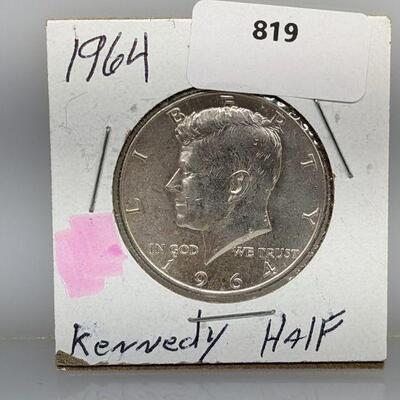 819
1964
LIBERTY
IN GOD WE TRUST
1964
Kennedy HAlF